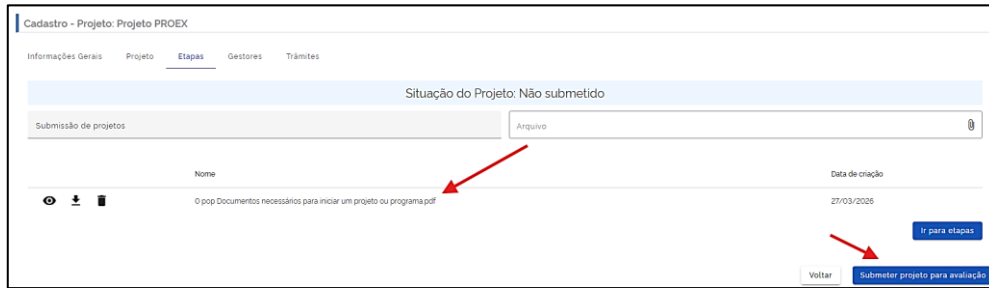 Cadastro - Projeto: Projeto PROEX
Informações Gerais Projeto Etapas Gestores Trâmites
Situação do Projeto: Não submetido
Submissão de projetos Arquivo
Nome Data de criação
0 pop Documentos necessários para iniciar um projeto ou programa.pdf 27/03/2026
Ir para etapas
Voltar Submeter projeto para avaliação